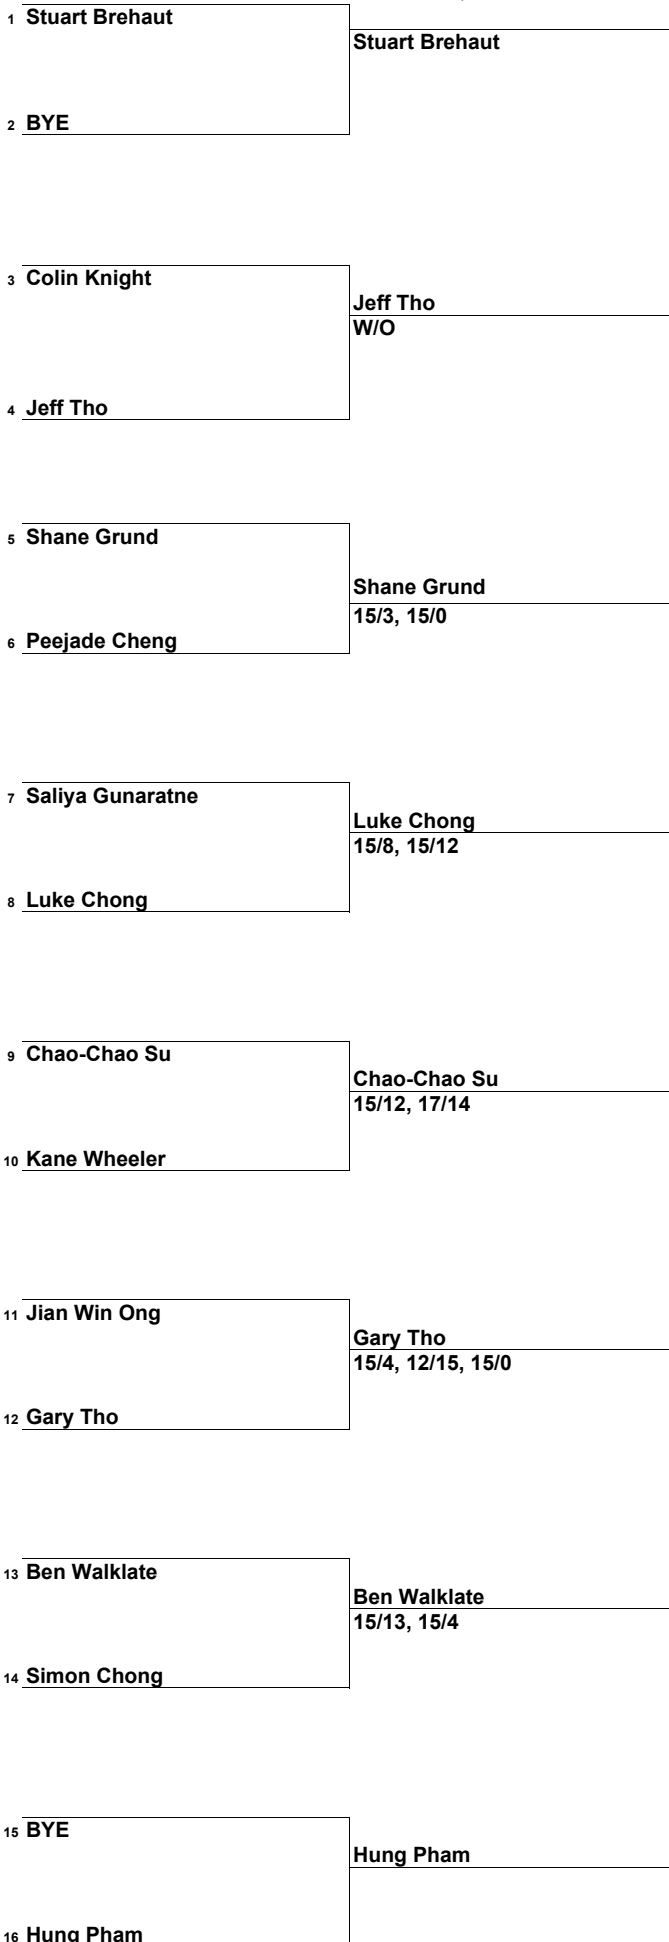 1 Stuart Brehaut
Stuart Brehaut
2 BYE
3 Colin Knight
Jeff Tho
W/O
4 Jeff Tho
5 Shane Grund
Shane Grund
15/3, 15/0
6 Peejade Cheng
7 Saliya Gunaratne
Luke Chong
15/8, 15/12
8 Luke Chong
9 Chao-Chao Su
Chao-Chao Su
15/12, 17/14
10 Kane Wheeler
11 Jian Win Ong
Gary Tho
15/4, 12/15, 15/0
12 Gary Tho
13 Ben Walklate
Ben Walklate
15/13, 15/4
14 Simon Chong
15 BYE
Hung Pham
16 Hung Pham